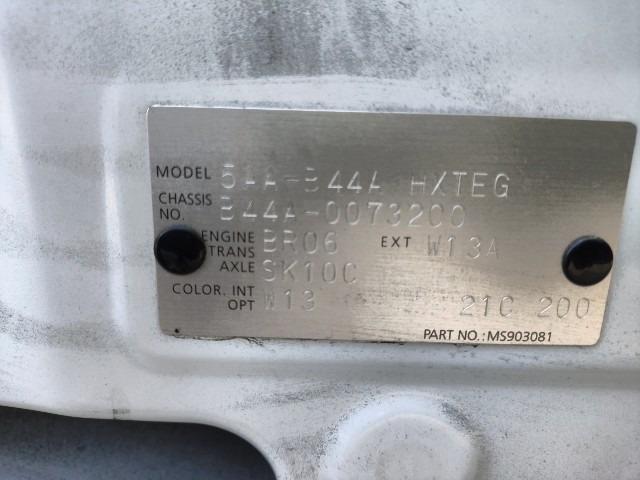 MODEL 5AA-B44A HXTEG
CHASSIS NO. B44A-0073200
ENGINE BR06 EXT W13A
TRANS AXLE SK10C
COLOR. INT OPT W13 21C 200
PART NO.:MS903081